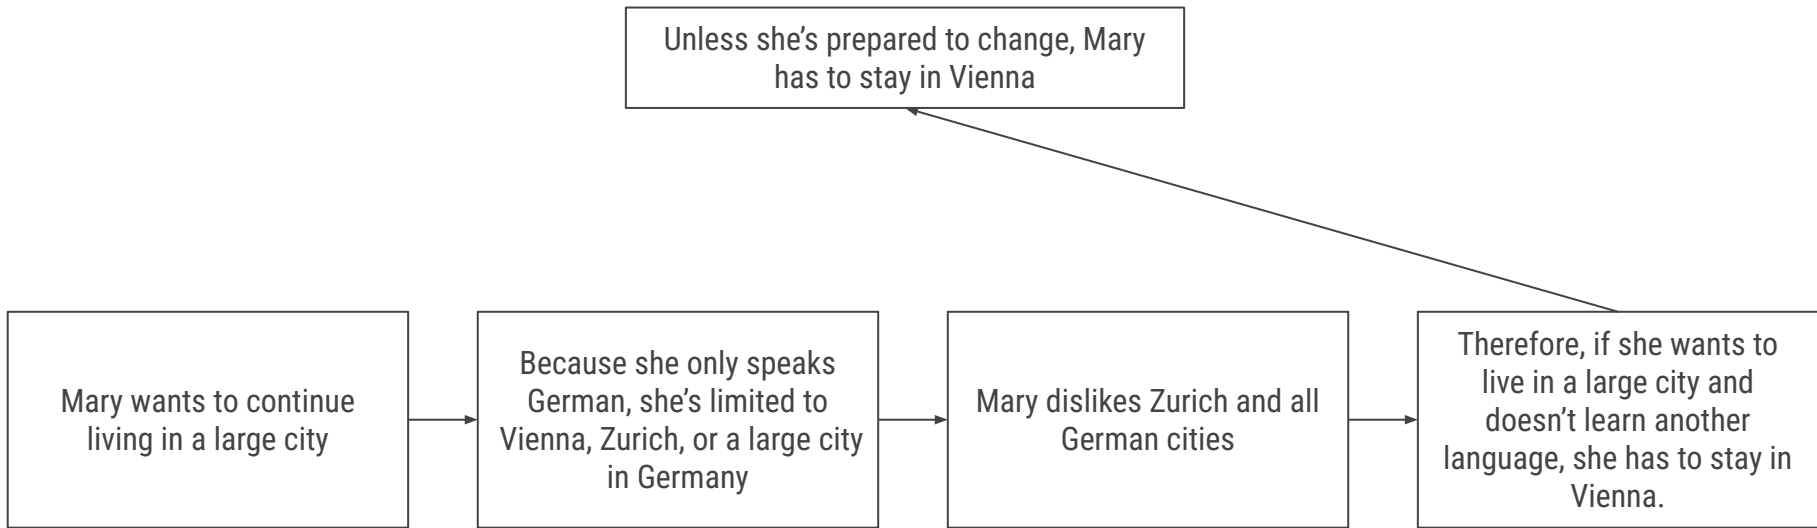 Unless she’s prepared to change, Mary
has to stay in Vienna
Mary wants to continue
living in a large city
Because she only speaks
German, she’s limited to
Vienna, Zurich, or a large city
in Germany
Mary dislikes Zurich and all
German cities
Therefore, if she wants to
live in a large city and
doesn’t learn another
language, she has to stay in
Vienna.